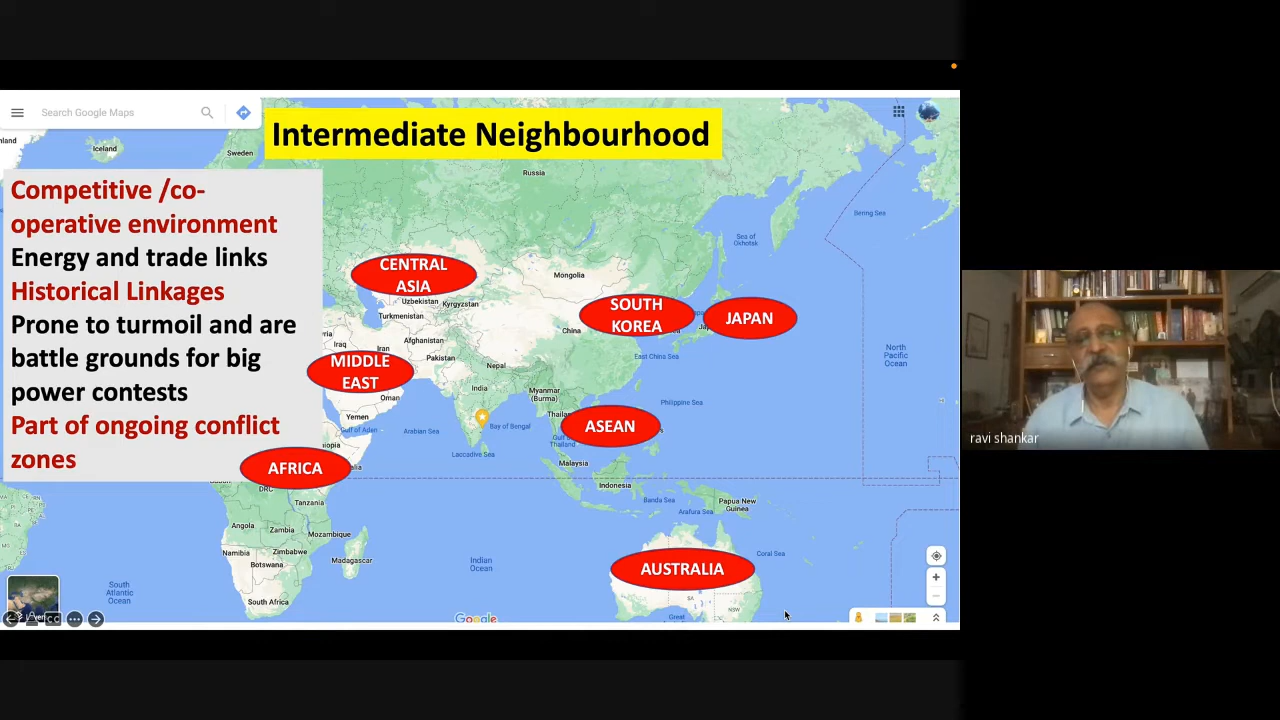 Search Google Maps
Intermediate Neighbourhood
Competitive /co-
operative environment
Energy and trade links
Historical Linkages
Prone to turmoil and are
battle grounds for big
power contests
Part of ongoing conflict
zones
Iceland
Sweden
Russia
Bering Sea
Sea of
Okhotsk
CENTRAL
ASIA
Mongolia
Uzbekistan
Kyrgyzstan
Turkmenistan
SOUTH
KOREA
JAPAN
China
Iraq
Iran
Afghanistan
Pakistan
East China Sea
North
Pacific
Ocean
MIDDLE
EAST
Nepal
India
Oman
Myanmar
(Burma)
Philippine Sea
Yemen
Gulf of Aden
Arabian Sea
Bay of Bengal
ASEAN
Laccadive Sea
Malaysia
AFRICA
DRC
Indonesia
Tanzania
Banda Sea
Arafura Sea
Papua New
Guinea
Angola
Zambia
Mozambique
Namibia
Zimbabwe
Botswana
Madagascar
Indian
Ocean
Coral Sea
AUSTRALIA
South
Atlantic
Ocean
South Africa
SA
NSW
Great
Google
ravi shankar